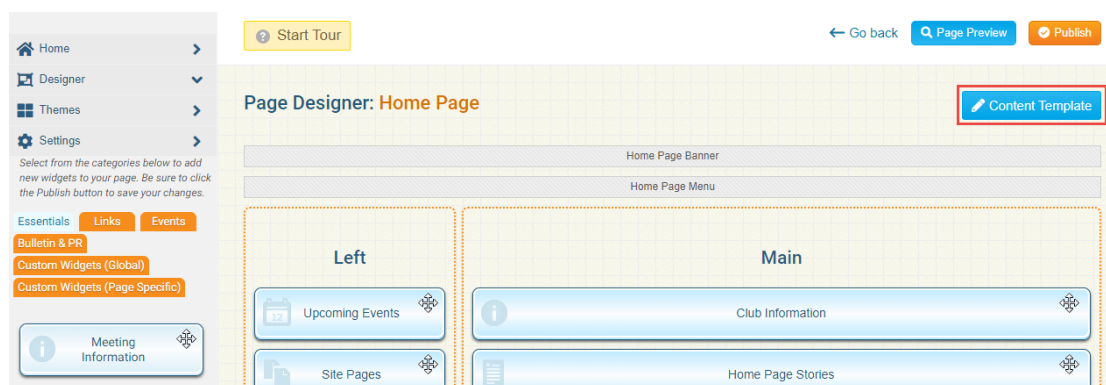 Home
Designer
Themes
Settings
Select from the categories below to add
new widgets to your page. Be sure to click
the Publish button to save your changes.
Essentials Links Events
Bulletin & PR
Custom Widgets (Global)
Custom Widgets (Page Specific)
Meeting
Information
Start Tour
Go back Page Preview Publish
Page Designer: Home Page
Content Template
Home Page Banner
Home Page Menu
Left
12 Upcoming Events
Site Pages
Main
Club Information
Home Page Stories